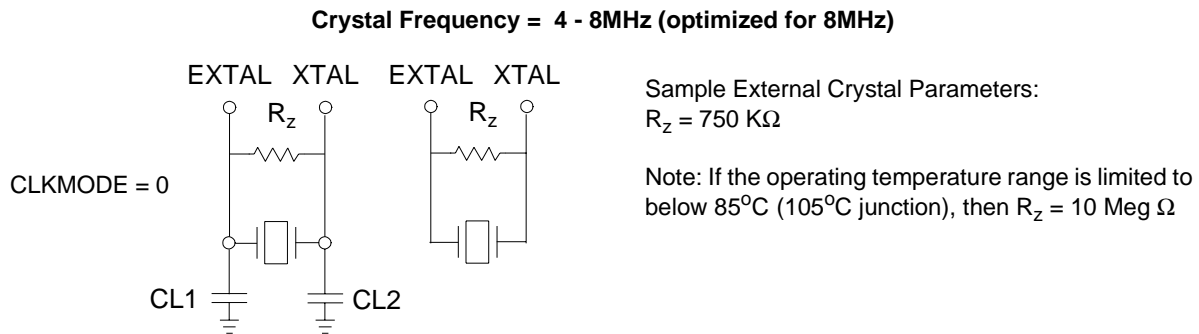 Crystal Frequency = 4 - 8MHz (optimized for 8MHz)
EXTAL XTAL EXTAL XTAL
Rz Rz
CLKMODE = 0
CL1 CL2
Sample External Crystal Parameters:
Rz = 750 KΩ
Note: If the operating temperature range is limited to
below 85°C (105°C junction), then Rz = 10 Meg Ω